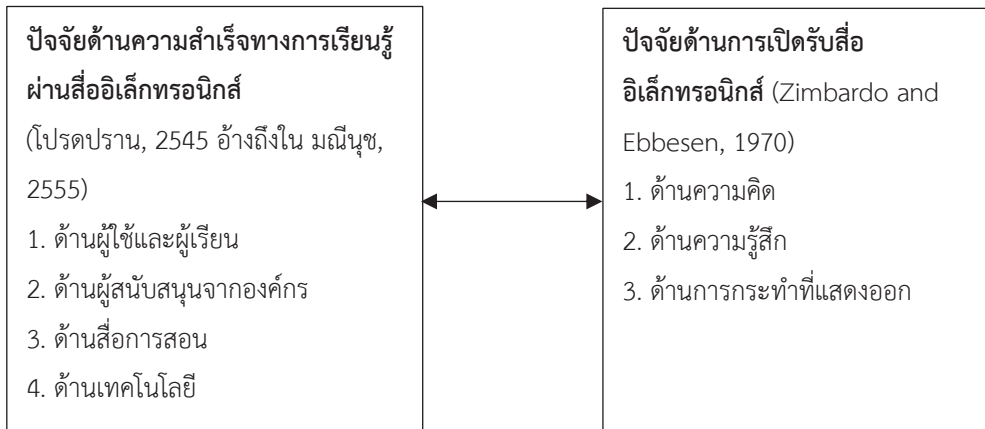 ปัจจัยด้านความสำเร็จทางการเรียนรู้
ผ่านสื่ออิเล็กทรอนิกส์
(โปรดปราน, 2545 อ้างถึงใน มณีนุช,
2555)
1. ด้านผู้ใช้และผู้เรียน
2. ด้านผู้สนับสนุนจากองค์กร
3. ด้านสื่อการสอน
4. ด้านเทคโนโลยี
ปัจจัยด้านการเปิดรับสื่อ
อิเล็กทรอนิกส์ (Zimbardo and
Ebbesen, 1970)
1. ด้านความคิด
2. ด้านความรู้สึก
3. ด้านการกระทำที่แสดงออก